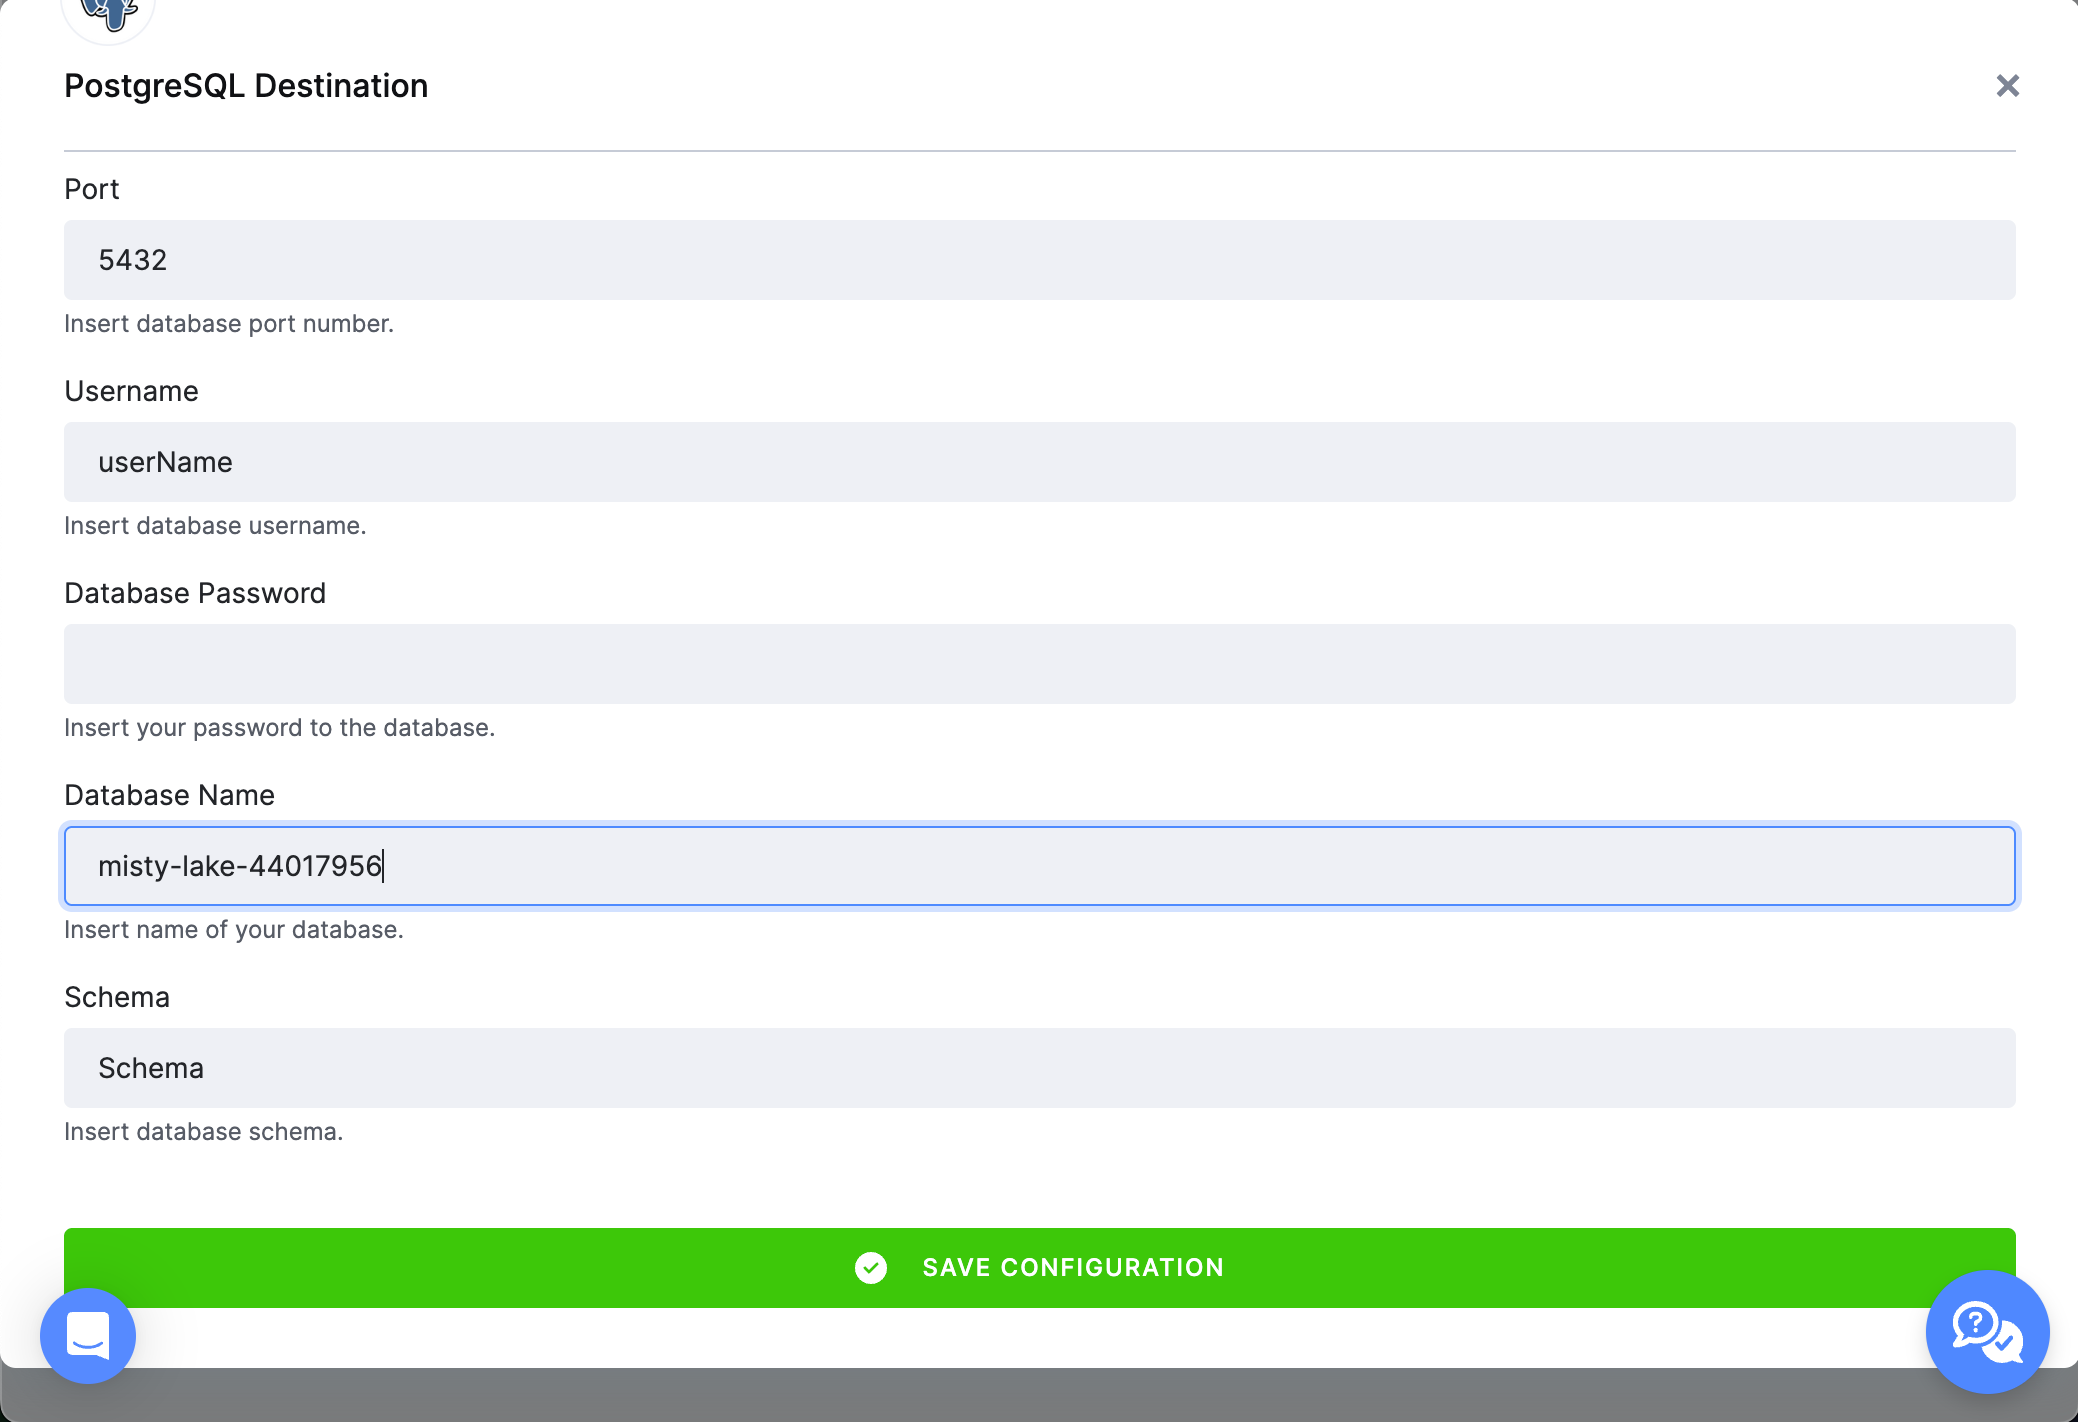 PostgreSQL Destination
Port
5432
Insert database port number.
Username
userName
Insert database username.
Database Password
Insert your password to the database.
Database Name
misty-lake-44017956
Insert name of your database.
Schema
Schema
Insert database schema.
SAVE CONFIGURATION